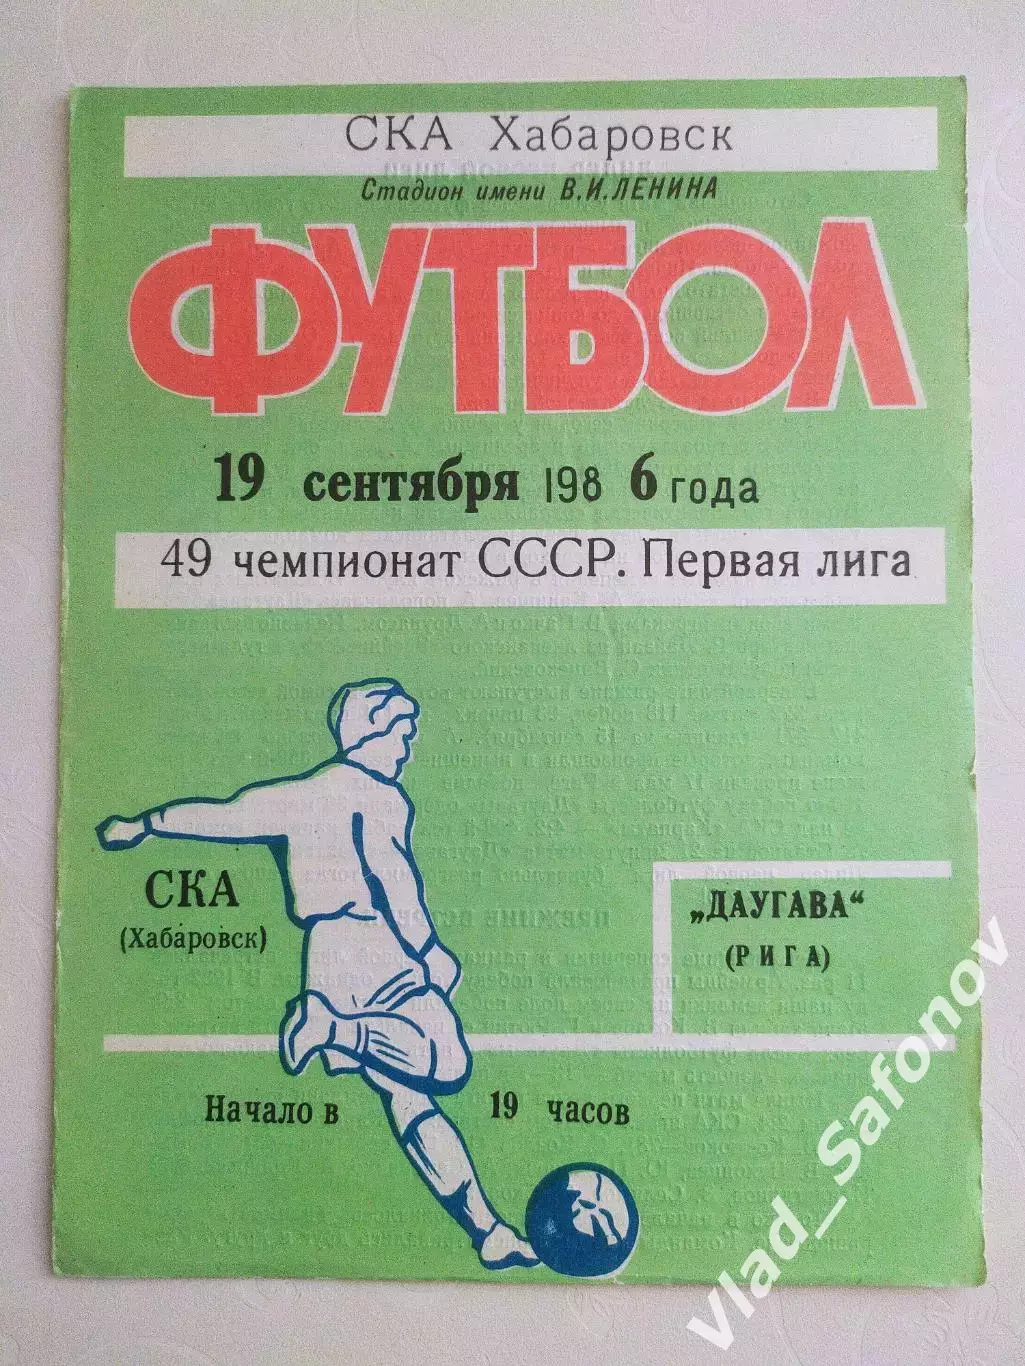 СКА Хабаровск
Стадион имени В.И.ЛЕНИНА
ФУТБОЛ
19 сентября 198 6 года
49 чемпионат СССР. Первая лига
СКА
(Хабаровск)
„ДАУГАВА“
(РИГА)
Начало в 19 часов
Vlad_Safonov